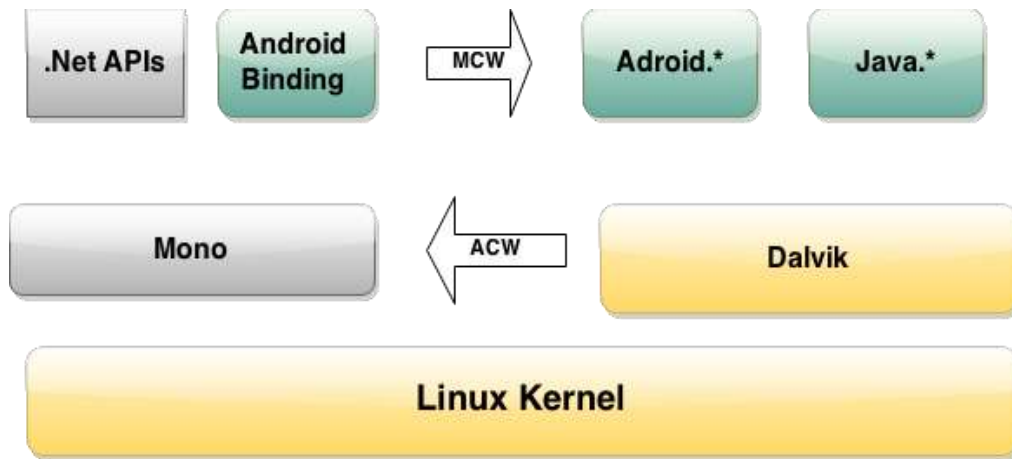 .Net APIs
Android
Binding
MCW
Adroid.*
Java.*
Mono
ACW
Dalvik
Linux Kernel